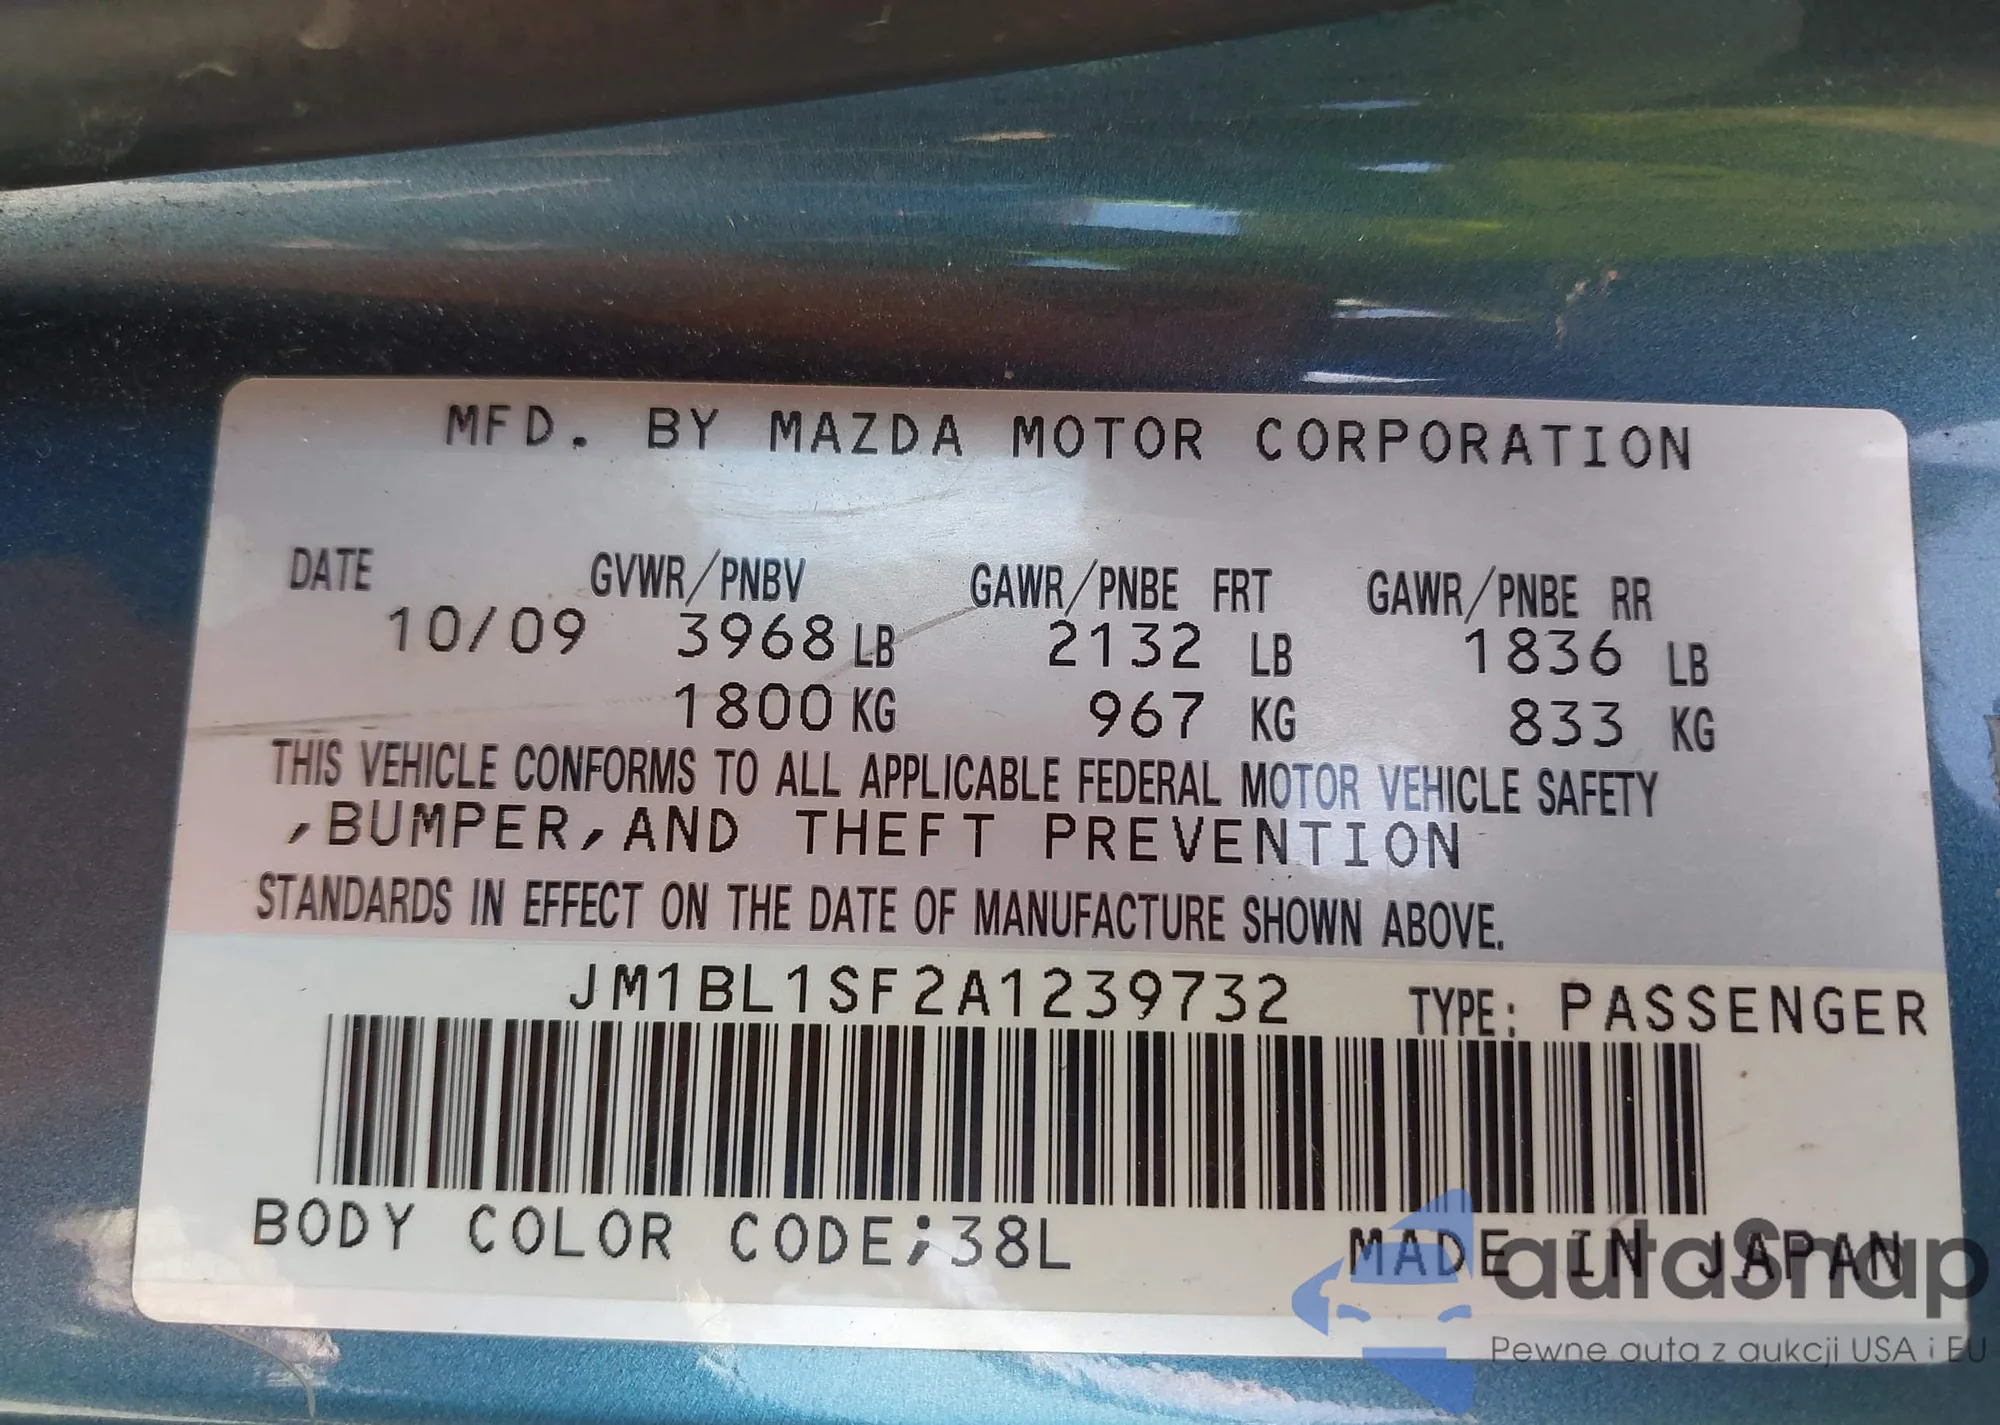 MFD. BY MAZDA MOTOR CORPORATION
DATE GVWR/PNBV GAWR/PNBE FRT GAWR/PNBE RR
10/09 3968 LB 2132 LB 1836 LB
1800 KG 967 KG 833 KG
THIS VEHICLE CONFORMS TO ALL APPLICABLE FEDERAL MOTOR VEHICLE SAFETY
,BUMPER,AND THEFT PREVENTION
STANDARDS IN EFFECT ON THE DATE OF MANUFACTURE SHOWN ABOVE.
JM1BL1SF2A1239732 TYPE: PASSENGER
BODY COLOR CODE;38L MADE IN JAPAN
autoSnap
Pewne auta z aukcji USA i EU